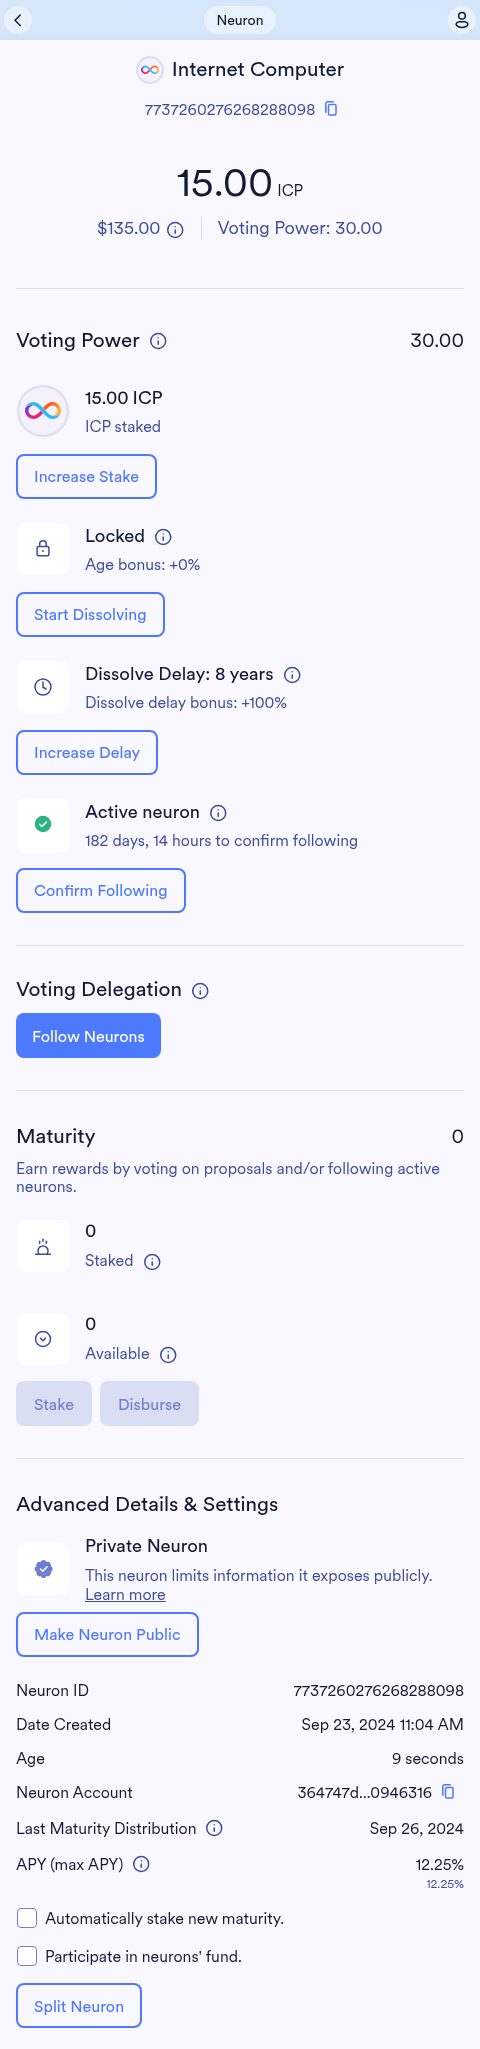 Neuron
Internet Computer
7737260276268288098
15.00 ICP
$135.00
Voting Power: 30.00
Voting Power
30.00
15.00 ICP
ICP staked
Increase Stake
Locked
Age bonus: +0%
Start Dissolving
Dissolve Delay: 8 years
Dissolve delay bonus: +100%
Increase Delay
Active neuron
182 days, 14 hours to confirm following
Confirm Following
Voting Delegation
Follow Neurons
Maturity
0
Earn rewards by voting on proposals and/or following active
neurons.
0
Staked
0
Available
Stake
Disburse
Advanced Details & Settings
Private Neuron
This neuron limits information it exposes publicly.
Learn more
Make Neuron Public
Neuron ID
7737260276268288098
Date Created
Sep 23, 2024 11:04 AM
Age
9 seconds
Neuron Account
364747d...0946316
Last Maturity Distribution
Sep 26, 2024
APY (max APY)
12.25%
12.25%
Automatically stake new maturity.
Participate in neurons' fund.
Split Neuron